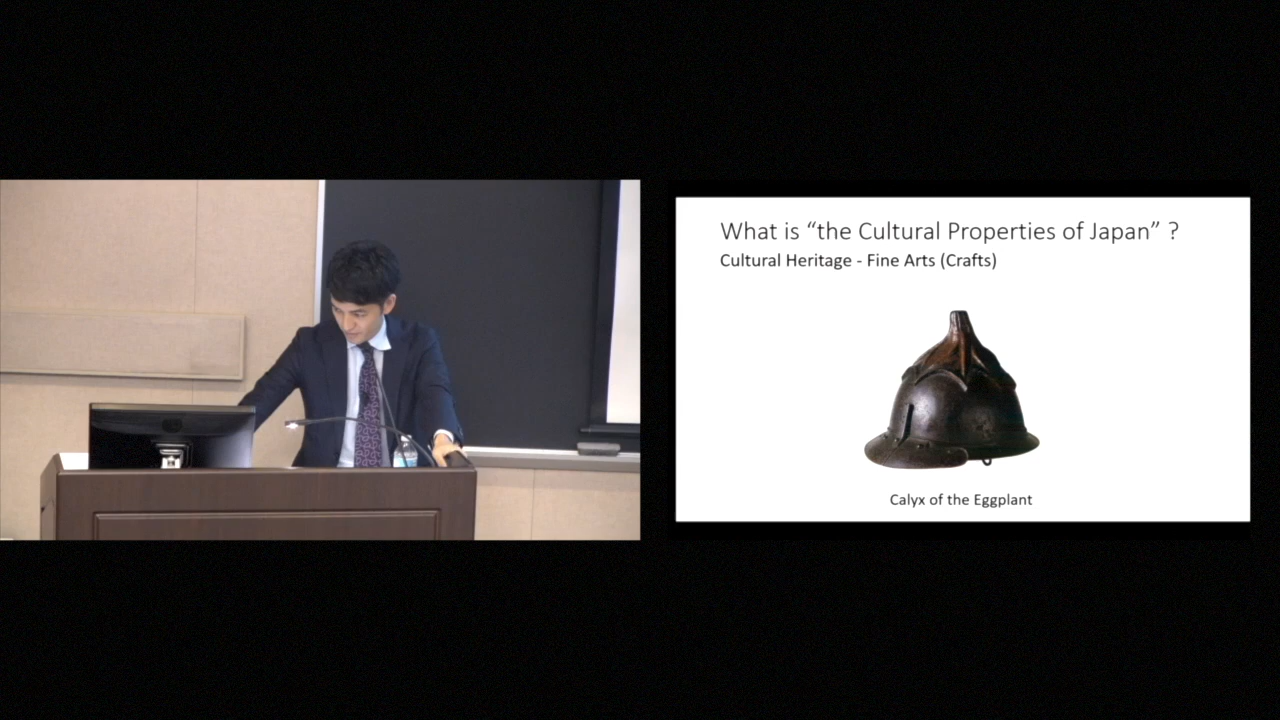 What is “the Cultural Properties of Japan” ?
Cultural Heritage - Fine Arts (Crafts)
Calyx of the Eggplant